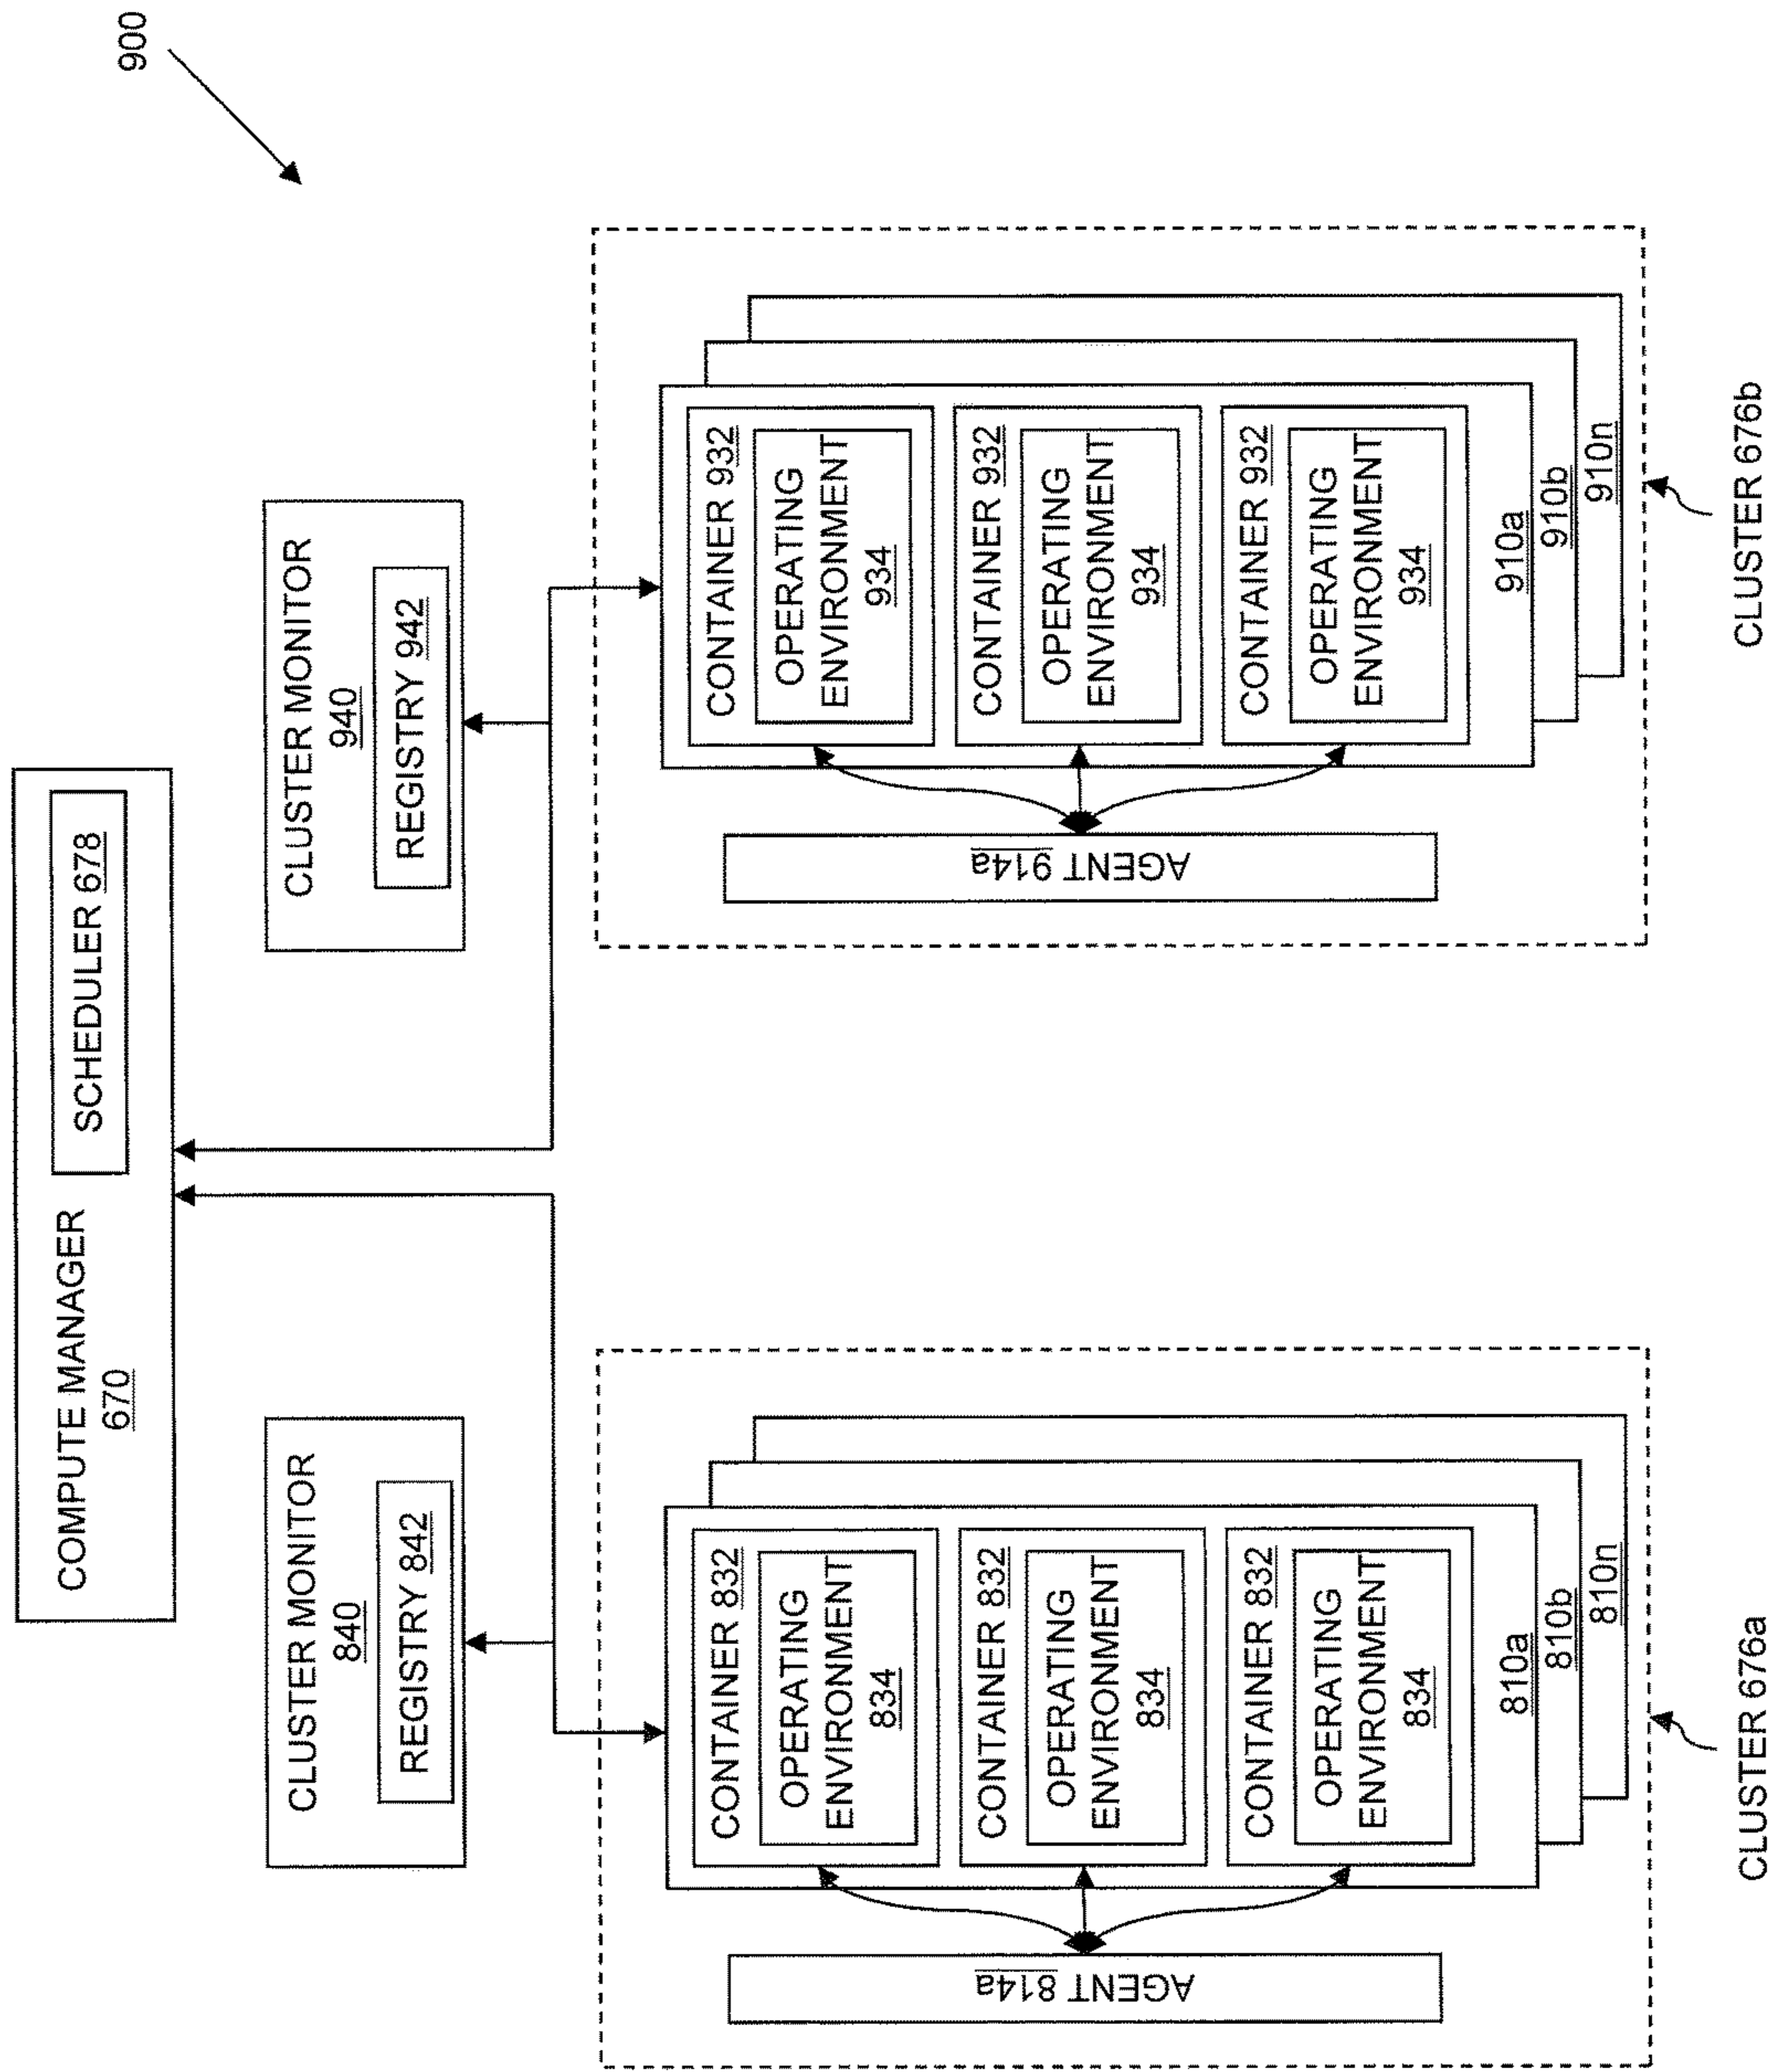 900
COMPUTE MANAGER
670
SCHEDULER 678
CLUSTER MONITOR
840
REGISTRY 842
CLUSTER MONITOR
940
REGISTRY 942
AGENT 814a
CONTAINER 832
OPERATING
ENVIRONMENT
834
CONTAINER 832
OPERATING
ENVIRONMENT
834
CONTAINER 832
OPERATING
ENVIRONMENT
834
810a
810b
810n
CLUSTER 676a
AGENT 914a
CONTAINER 932
OPERATING
ENVIRONMENT
934
CONTAINER 932
OPERATING
ENVIRONMENT
934
CONTAINER 932
OPERATING
ENVIRONMENT
934
910a
910b
910n
CLUSTER 676b